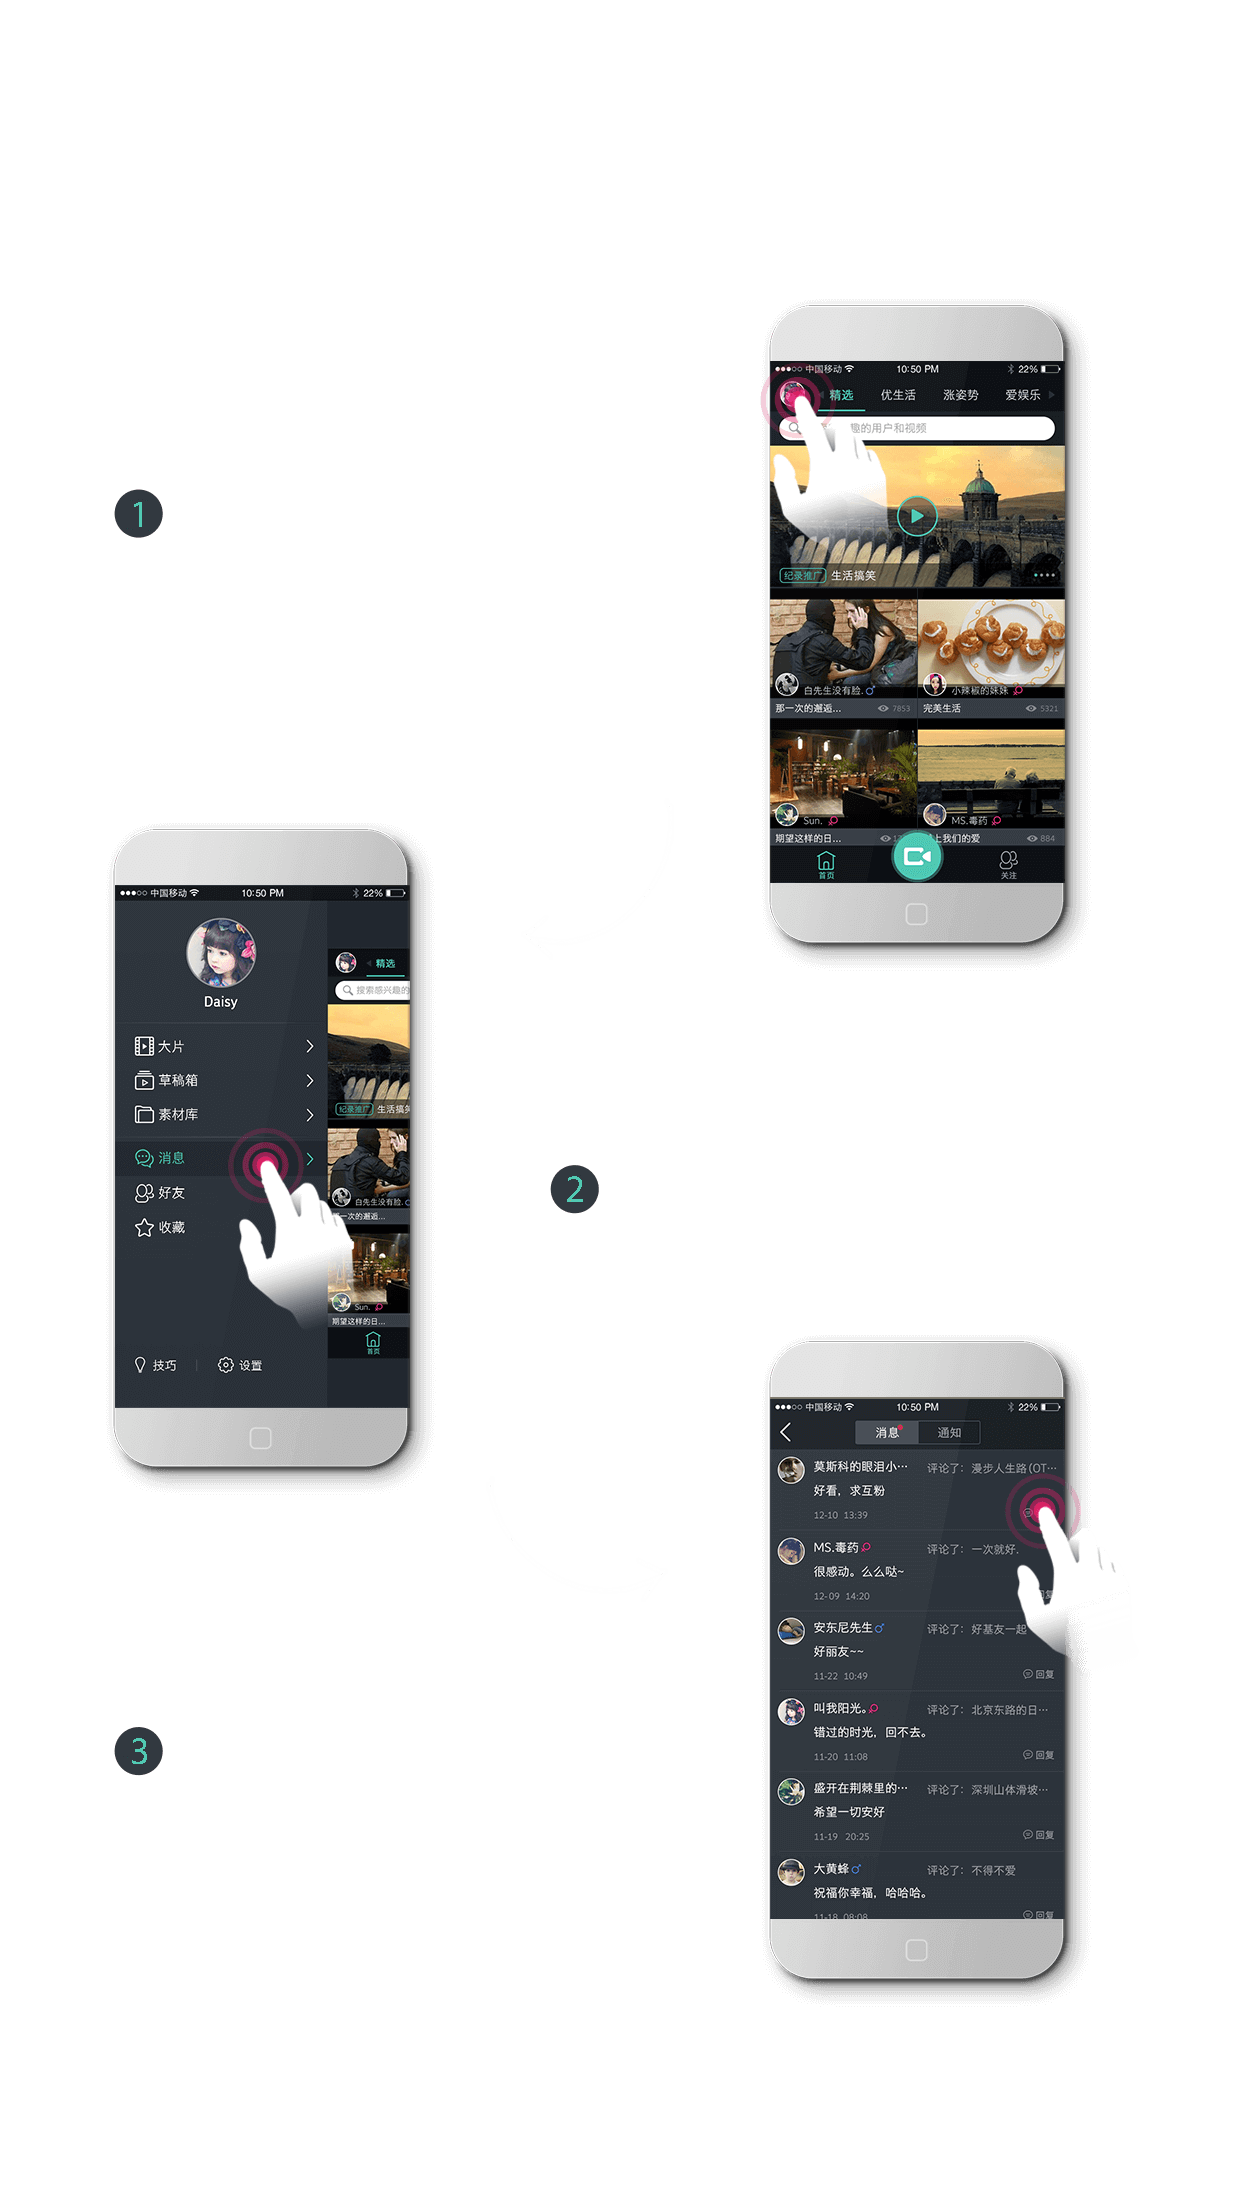 中国移动 10:50 PM 22%
精选 优生活 涨姿势 爱娱乐
趣的用户和视频
1
纪录推广 生活搞笑
白先生没有脸. 小辣椒的妹妹
那一次的邂逅... 7853 完美生活 5321
Sun. MS.毒药
期望这样的日... 上我们的爱 884
首页 关注
中国移动 10:50 PM 22%
Daisy
精选
搜索感兴趣的
大片
草稿箱
素材库
纪录推广 生活搞笑
消息
好友
收藏
白先生没有脸.
一次的邂逅...
Sun.
期望这样的日...
首页
技巧 设置
2
中国移动 10:50 PM 22%
消息 通知
莫斯科的眼泪小… 评论了：漫步人生路(OT…
好看，求互粉
12-10 13:39
MS.毒药 评论了：一次就好.
很感动。么么哒~
12-09 14:20
安东尼先生 评论了：好基友一起
好丽友~~
11-22 10:49 回复
叫我阳光。 评论了：北京东路的日…
错过的时光，回不去。
11-20 11:08 回复
3
盛开在荆棘里的… 评论了：深圳山体滑坡…
希望一切安好
11-19 20:25 回复
大黄蜂 评论了：不得不爱
祝福你幸福，哈哈哈。
11-18 08:08 回复